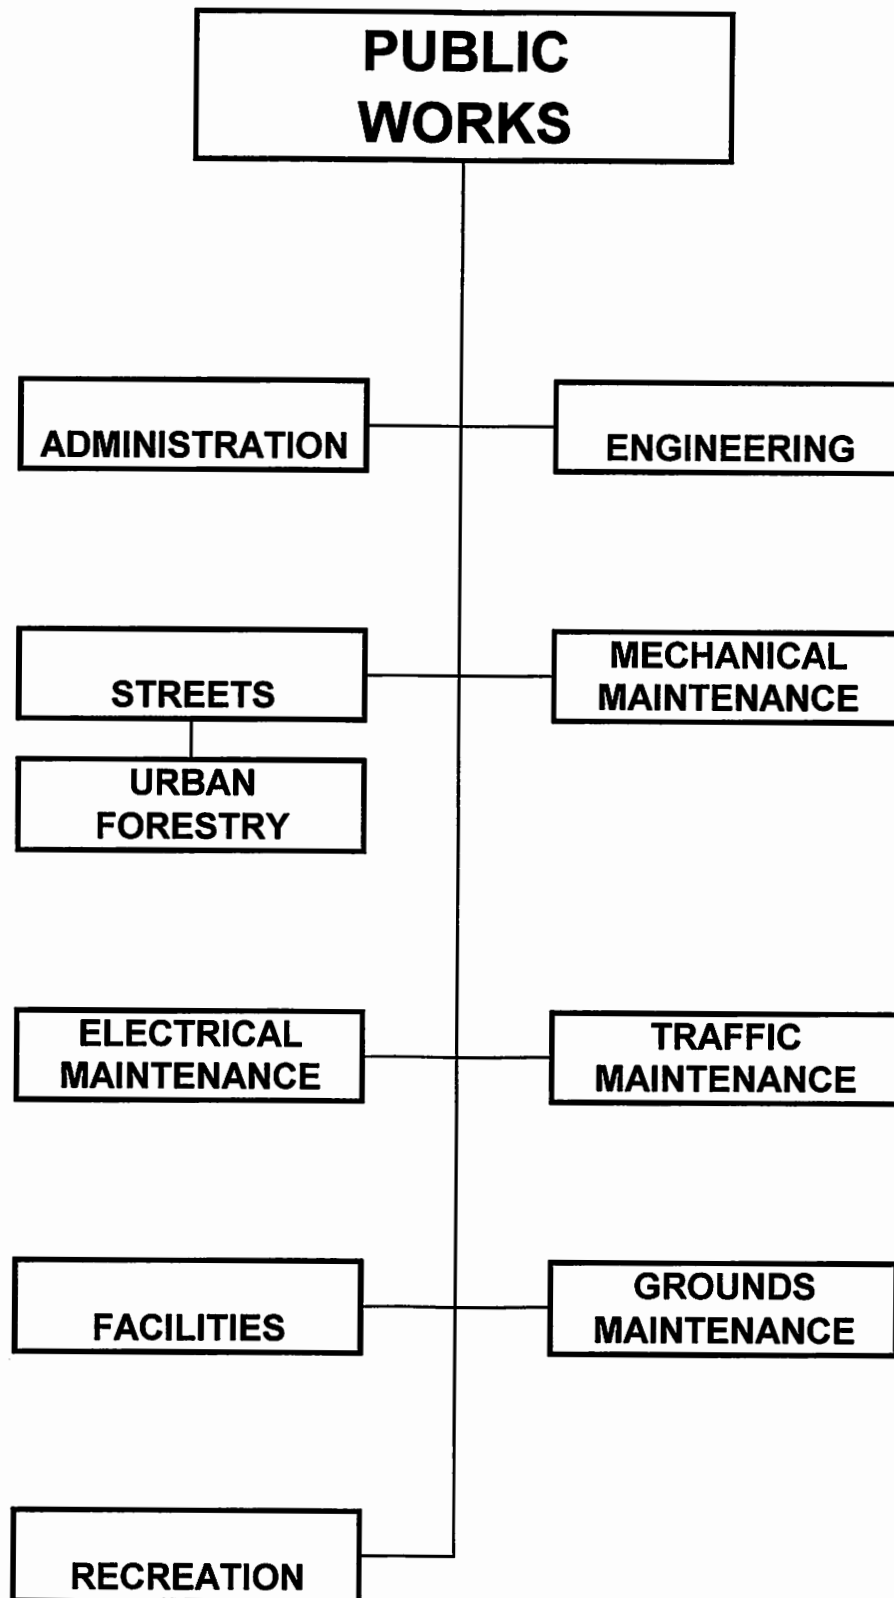 PUBLIC
WORKS
ADMINISTRATION
ENGINEERING
STREETS
MECHANICAL
MAINTENANCE
URBAN
FORESTRY
ELECTRICAL
MAINTENANCE
TRAFFIC
MAINTENANCE
FACILITIES
GROUNDS
MAINTENANCE
RECREATION